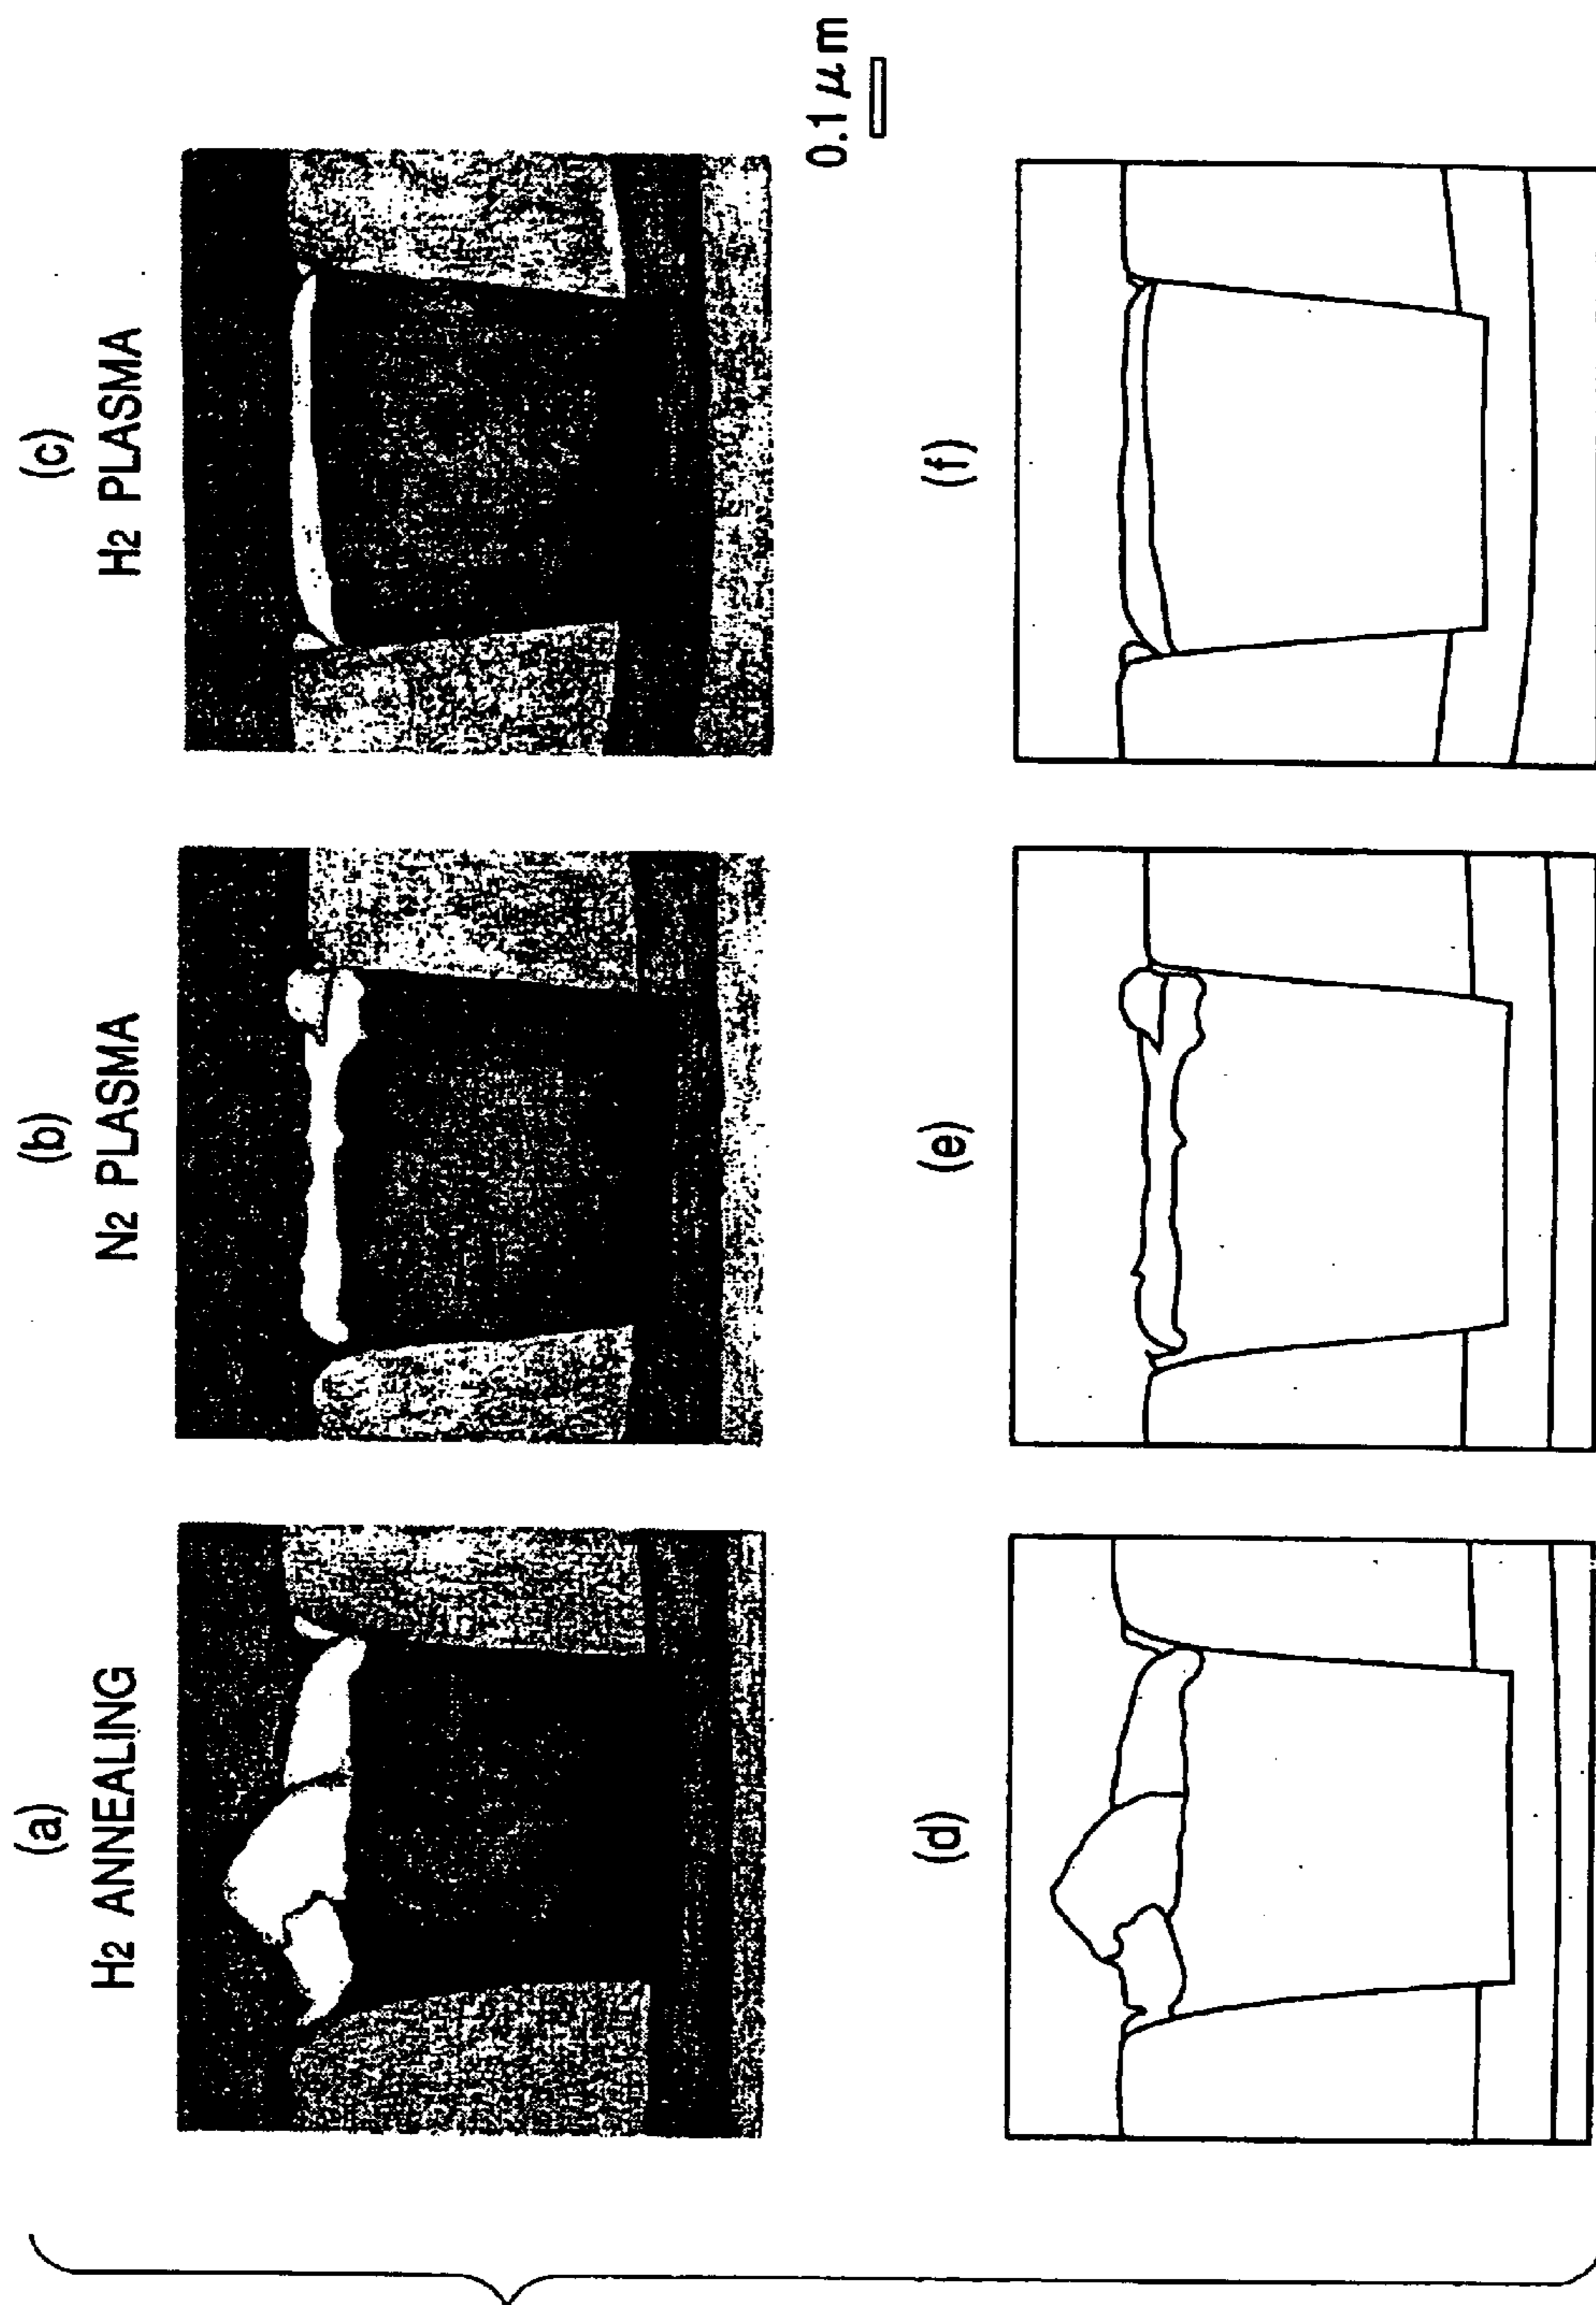 (a)
H2 ANNEALING
(b)
N2 PLASMA
(c)
H2 PLASMA
0.1 μm
(d)
(e)
(f)